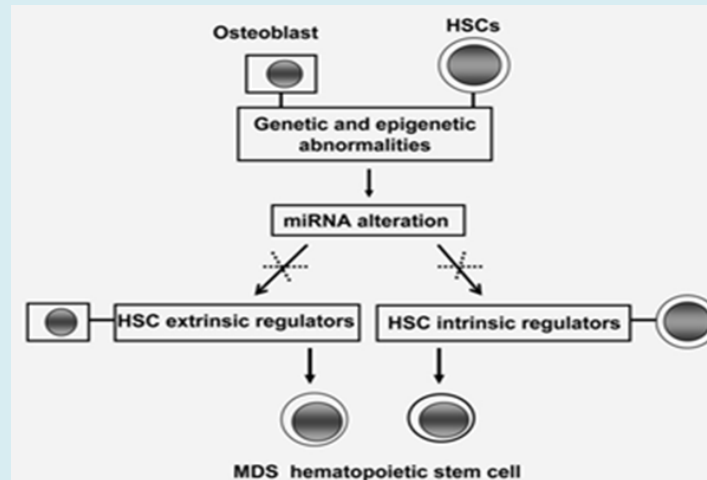 Osteoblast
HSCs
Genetic and epigenetic
abnormalities
miRNA alteration
HSC extrinsic regulators
HSC intrinsic regulators
MDS hematopoietic stem cell